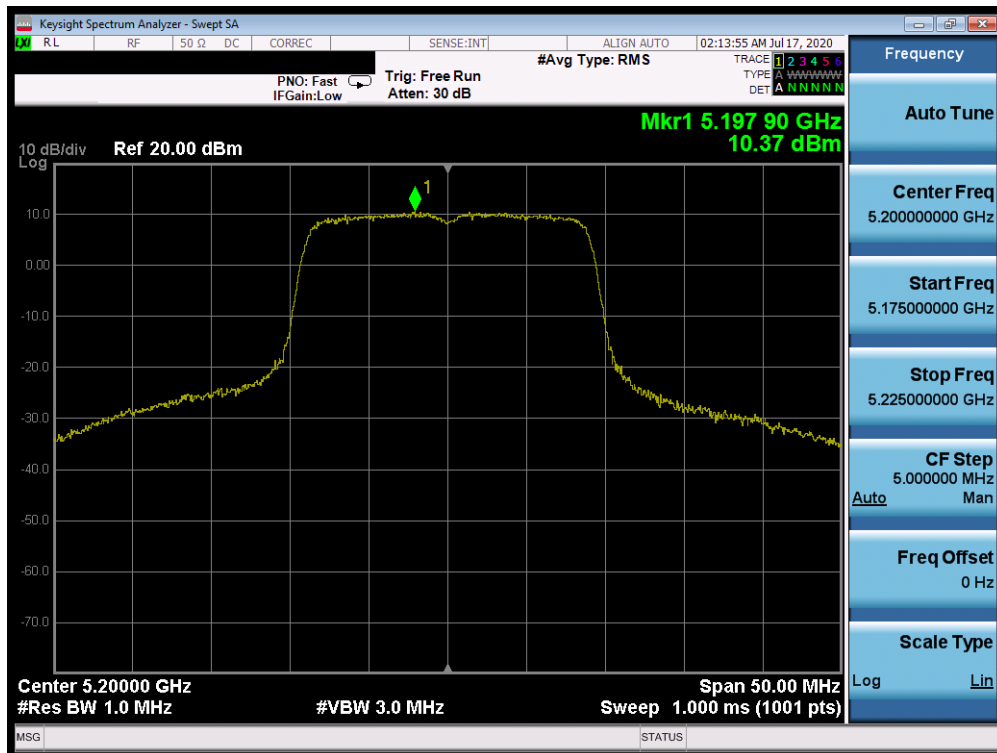 Keysight Spectrum Analyzer - Swept SA
LXI RL RF 50 Ω DC CORREC SENSE:INT ALIGN AUTO 02:13:55 AM Jul 17, 2020
#Avg Type: RMS
TRACE 1 2 3 4 5 6
TYPE A WWWWW
DET A N N N N N
PNO: Fast
IFGain:Low
Trig: Free Run
Atten: 30 dB
Mkr1 5.197 90 GHz
10.37 dBm
10 dB/div Ref 20.00 dBm
Log
1
10.0
0.00
-10.0
-20.0
-30.0
-40.0
-50.0
-60.0
-70.0
Center 5.20000 GHz Span 50.00 MHz
#Res BW 1.0 MHz #VBW 3.0 MHz Sweep 1.000 ms (1001 pts)
MSG STATUS
Frequency
Auto Tune
Center Freq
5.200000000 GHz
Start Freq
5.175000000 GHz
Stop Freq
5.225000000 GHz
CF Step
5.000000 MHz
Auto Man
Freq Offset
0 Hz
Scale Type
Log Lin